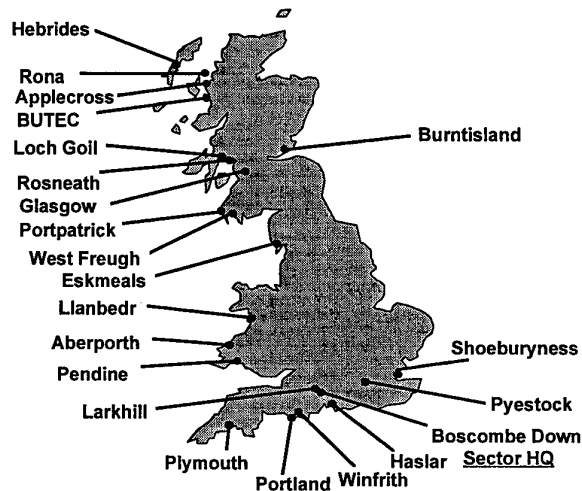 Hebrides
Rona
Applecross
BUTEC
Burntisland
Loch Goil
Rosneath
Glasgow
Portpatrick
West Freugh
Eskmeals
Llanbedr
Aberporth
Shoeburyness
Pendine
Larkhill
Pyestock
Boscombe Down
Sector HQ
Haslar
Plymouth
Winfrith
Portland